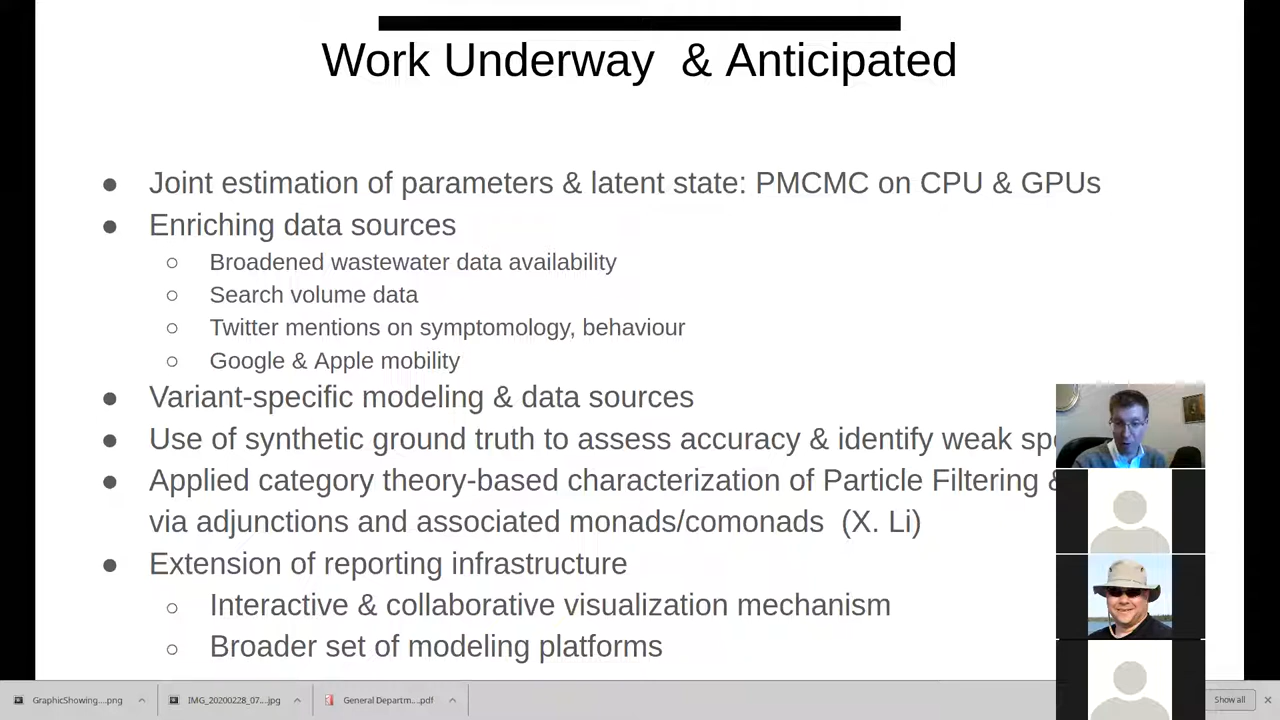 Work Underway & Anticipated
● Joint estimation of parameters & latent state: PMCMC on CPU & GPUs
● Enriching data sources
○ Broadened wastewater data availability
○ Search volume data
○ Twitter mentions on symptomology, behaviour
○ Google & Apple mobility
● Variant-specific modeling & data sources
● Use of synthetic ground truth to assess accuracy & identify weak
● Applied category theory-based characterization of Particle Filtering
via adjunctions and associated monads/comonads (X. Li)
● Extension of reporting infrastructure
○ Interactive & collaborative visualization mechanism
○ Broader set of modeling platforms
GraphicShowing....png IMG_20200228_07...jpg General Departm....pdf Show all